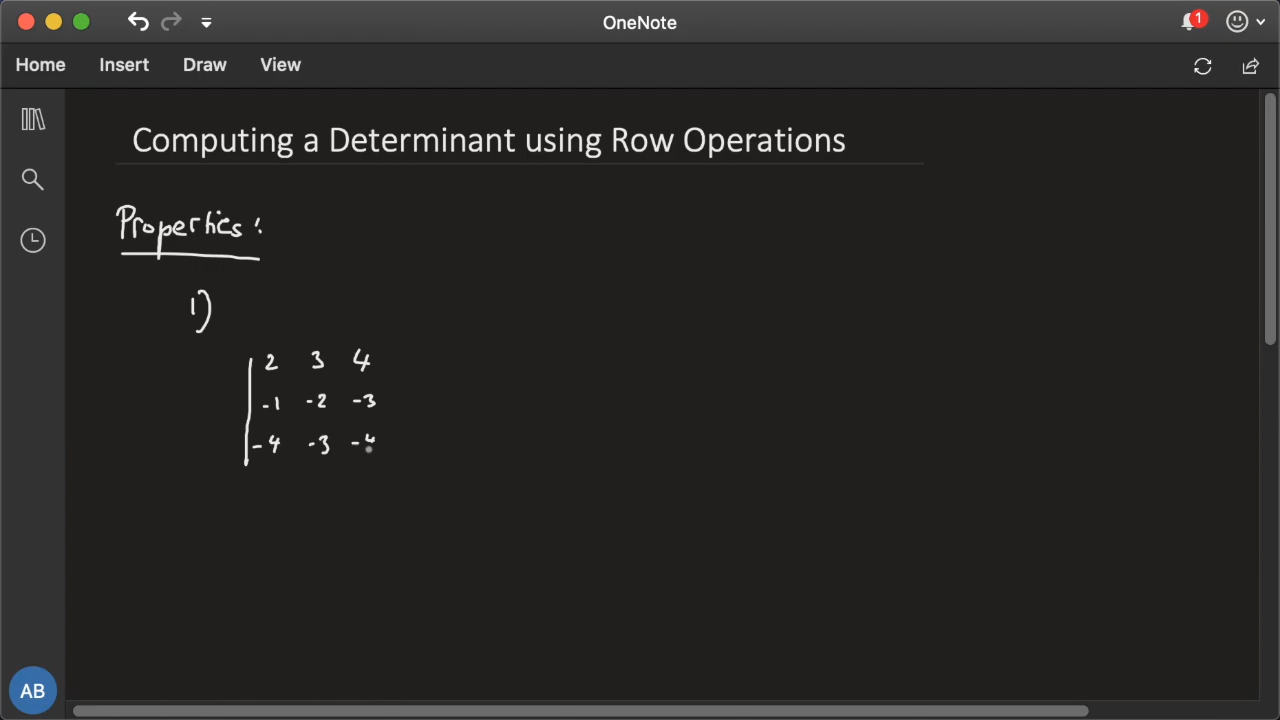 OneNote
1
Home Insert Draw View
Computing a Determinant using Row Operations
Properties:
1)
2 3 4
-1 -2 -3
-4 -3 -4
AB